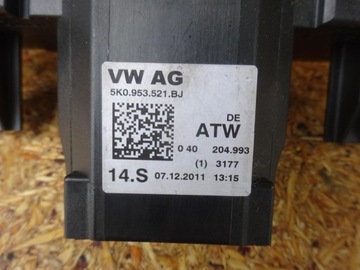 VW AG
5K0.953.521.BJ
DE
ATW
0 40 204.993
(1) 3177
14.S 07.12.2011 13:15